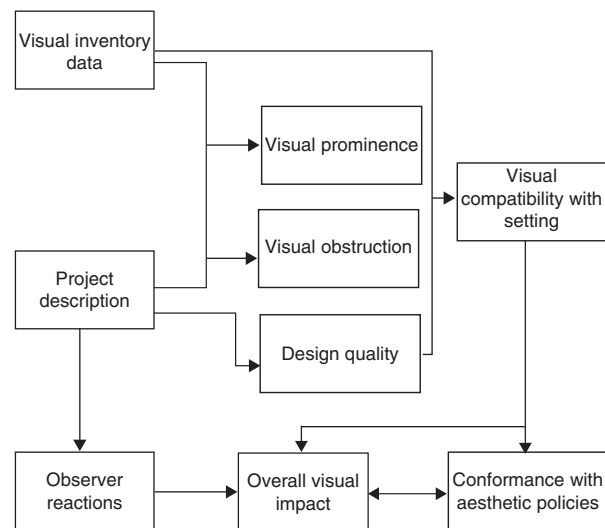 Visual inventory
data
Visual prominence
Visual
compatibility with
setting
Visual obstruction
Project
description
Design quality
Observer
reactions
Overall visual
impact
Conformance with
aesthetic policies